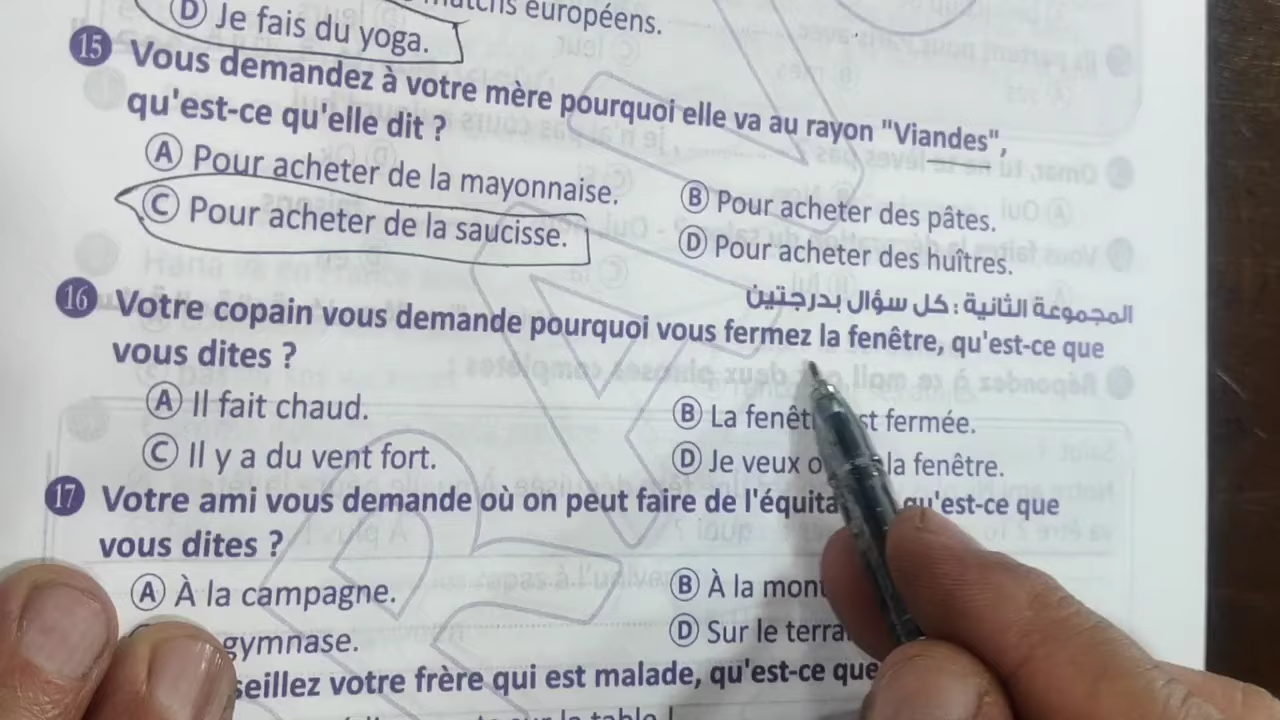 matchs européens.
D Je fais du yoga.
15 Vous demandez à votre mère pourquoi elle va au rayon "Viandes",
qu'est-ce qu'elle dit ?
A Pour acheter de la mayonnaise.
B Pour acheter des pâtes.
C Pour acheter de la saucisse.
D Pour acheter des huîtres.
المجموعة الثانية : كل سؤال بدرجتين
16 Votre copain vous demande pourquoi vous fermez la fenêtre, qu'est-ce que
vous dites ?
A Il fait chaud.
B La fenêt st fermée.
C Il y a du vent fort.
D Je veux o la fenêtre.
17 Votre ami vous demande où on peut faire de l'équita qu'est-ce que
vous dites ?
A À la campagne.
B À la mont
gymnase.
D Sur le terra
seillez votre frère qui est malade, qu'est-ce que
sur la table !